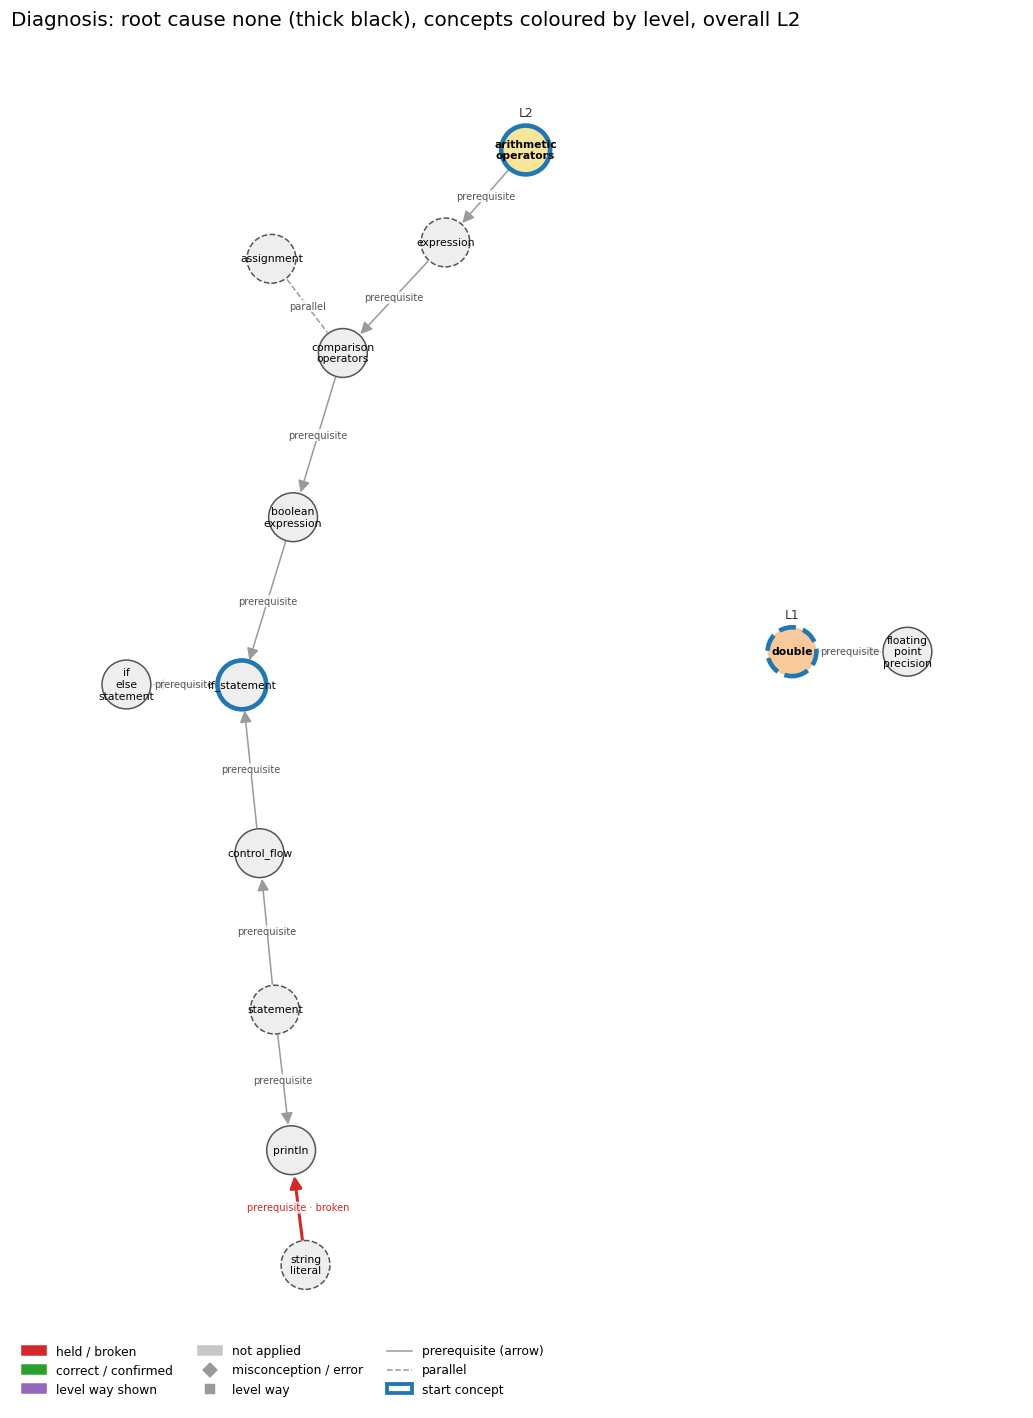 Diagnosis: root cause none (thick black), concepts coloured by level, overall L2
L2
arithmetic
operators
prerequisite
expression
assignment
prerequisite
parallel
comparison
operators
prerequisite
boolean
expression
prerequisite
L1
double
prerequisite
floating
point
precision
if
else
statement
prerequisite
if_statement
prerequisite
control_flow
prerequisite
statement
prerequisite
println
prerequisite · broken
string
literal
held / broken
correct / confirmed
level way shown
not applied
misconception / error
level way
prerequisite (arrow)
parallel
start concept